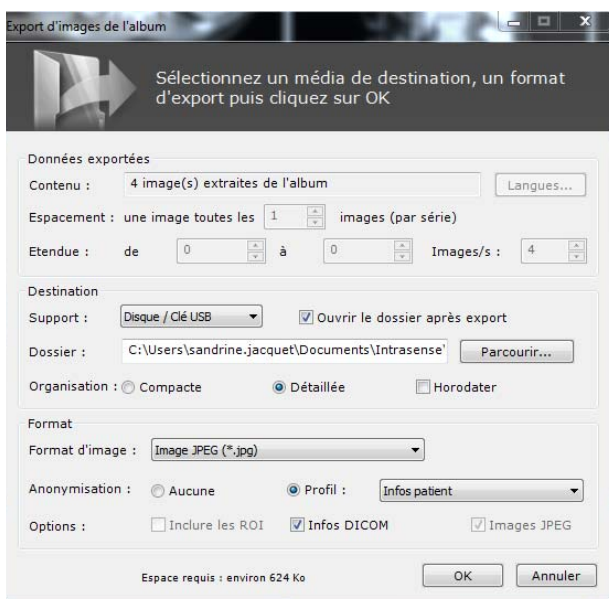 Export d'images de l'album
Sélectionnez un média de destination, un format
d'export puis cliquez sur OK
Données exportées
Contenu : 4 image(s) extraites de l'album Langues...
Espacement : une image toutes les 1 images (par série)
Etendue : de 0 à 0 Images/s : 4
Destination
Support : Disque / Clé USB Ouvrir le dossier après export
Dossier : C:\Users\sandrine.jacquet\Documents\Intrasense' Parcourir...
Organisation : Compacte Détaillée Horodater
Format
Format d'image : Image JPEG (*.jpg)
Anonymisation : Aucune Profil : Infos patient
Options : Inclure les ROI Infos DICOM Images JPEG
Espace requis : environ 624 Ko OK Annuler